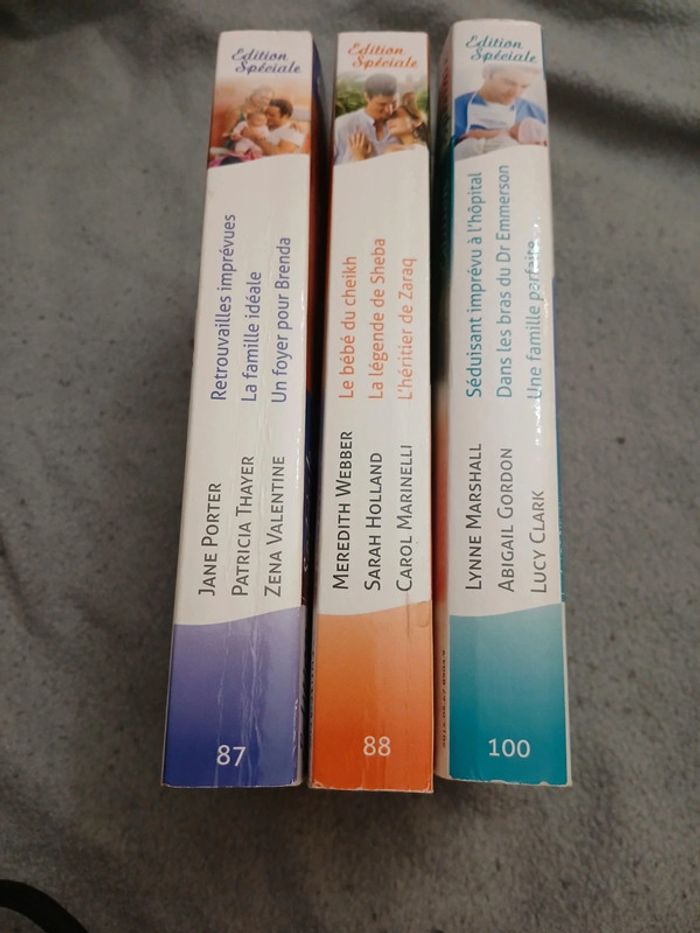 Edition
Spéciale
Retrouvailles imprévues
La famille idéale
Un foyer pour Brenda
JANE PORTER
PATRICIA THAYER
ZENA VALENTINE
87
Edition
Spéciale
Le bébé du cheikh
La légende de Sheba
L'héritier de Zaraq
MEREDITH WEBBER
SARAH HOLLAND
CAROL MARINELLI
88
Edition
Spéciale
Séduisant imprévu à l'hôpital
Dans les bras du Dr Emmerson
Une famille parfaite
LYNNE MARSHALL
ABIGAIL GORDON
LUCY CLARK
100